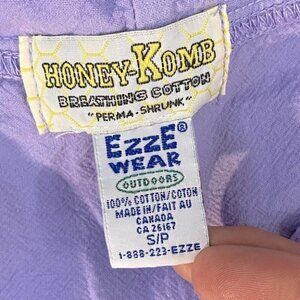 HONEY-KOMB
BREATHING COTTON
"PERMA-SHRUNK"
EZZE®
WEAR
OUTDOORS
100% COTTON/COTON
MADE IN/FAIT AU
CANADA
CA 26167
S/P
1-888-223-EZZE